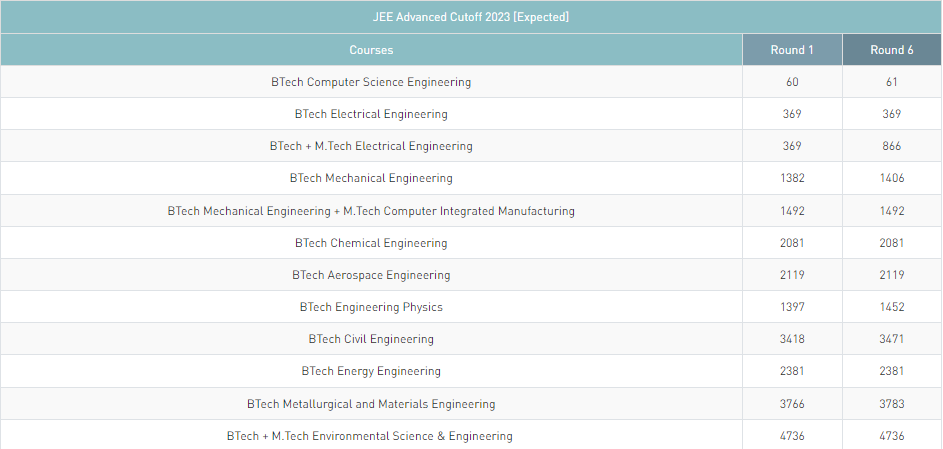 JEE Advanced Cutoff 2023 [Expected]
Courses Round 1 Round 6
BTech Computer Science Engineering 60 61
BTech Electrical Engineering 369 369
BTech + M.Tech Electrical Engineering 369 866
BTech Mechanical Engineering 1382 1406
BTech Mechanical Engineering + M.Tech Computer Integrated Manufacturing 1492 1492
BTech Chemical Engineering 2081 2081
BTech Aerospace Engineering 2119 2119
BTech Engineering Physics 1397 1452
BTech Civil Engineering 3418 3471
BTech Energy Engineering 2381 2381
BTech Metallurgical and Materials Engineering 3766 3783
BTech + M.Tech Environmental Science & Engineering 4736 4736